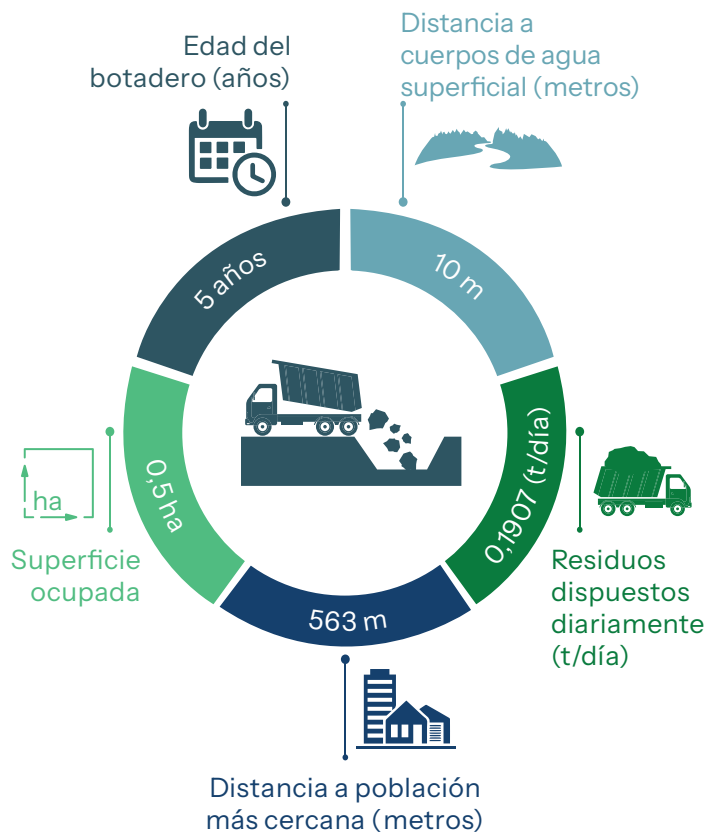 Edad del
botadero (años)
Distancia a
cuerpos de agua
superficial (metros)
5 años
10 m
ha
0,5 ha
0,1907 (t/día)
Superficie
ocupada
Residuos
dispuestos
diariamente
(t/día)
563 m
Distancia a población
más cercana (metros)